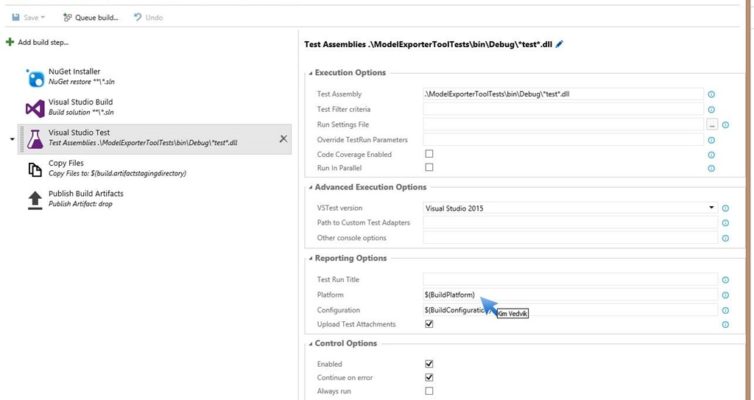 Save
Queue build...
Undo
Add build step...
NuGet Installer
NuGet restore **\*.sln
Visual Studio Build
Build solution **\*.sln
Visual Studio Test
Test Assemblies .\ModelExporterToolTests\bin\Debug\*test*.dll
Copy Files
Copy Files to: $(build.artifactstagingdirectory)
Publish Build Artifacts
Publish Artifact: drop
Test Assemblies .\ModelExporterToolTests\bin\Debug\*test*.dll
Execution Options
Test Assembly .\ModelExporterToolTests\bin\Debug\*test*.dll
Test Filter criteria
Run Settings File ...
Override TestRun Parameters
Code Coverage Enabled
Run In Parallel
Advanced Execution Options
VSTest version Visual Studio 2015
Path to Custom Test Adapters
Other console options
Reporting Options
Test Run Title
Platform $(BuildPlatform)
Configuration $(BuildConfiguration)
Kim Vedvik
Upload Test Attachments
Control Options
Enabled
Continue on error
Always run